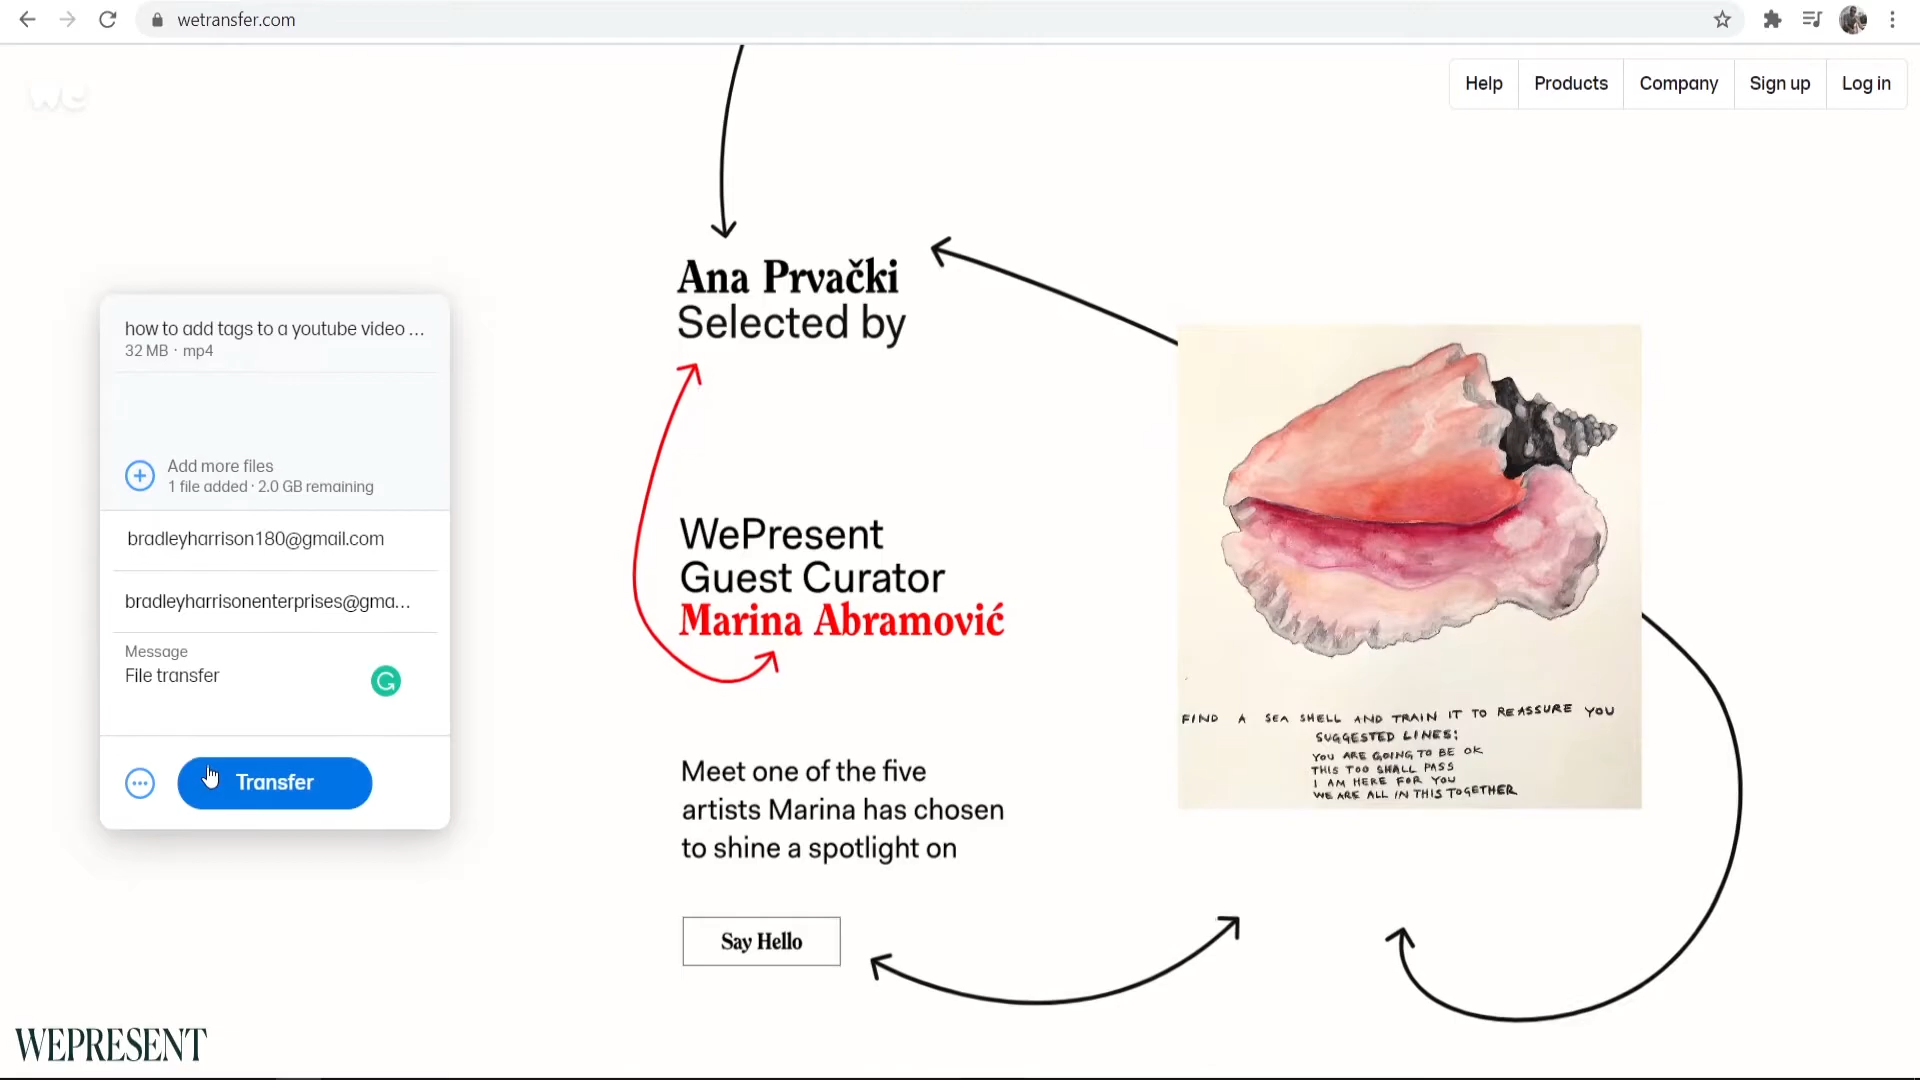 wetransfer.com
we
Help
Products
Company
Sign up
Log in
how to add tags to a youtube video ...
32 MB · mp4
Add more files
1 file added · 2.0 GB remaining
bradleyharrison180@gmail.com
bradleyharrisonenterprises@gma...
Message
File transfer
Transfer
Ana Prvački
Selected by
WePresent
Guest Curator
Marina Abramović
Meet one of the five
artists Marina has chosen
to shine a spotlight on
Say Hello
FIND A SEA SHELL AND TRAIN IT TO REASSURE YOU
SUGGESTED LINES:
YOU ARE GOING TO BE OK
THIS TOO SHALL PASS
I AM HERE FOR YOU
WE ARE ALL IN THIS TOGETHER
WEPRESENT